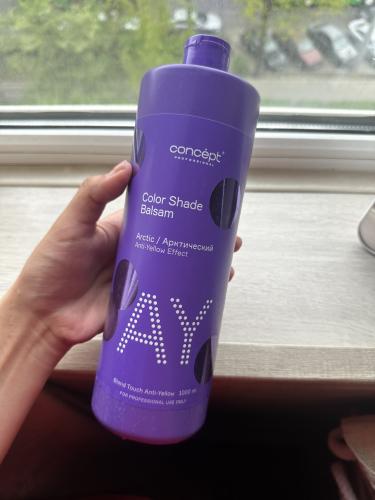 concépt
PROFESSIONAL
Color Shade
Balsam
Arctic / Арктический
Anti-Yellow Effect
AY
Blond Touch Anti-Yellow 1000 ml
FOR PROFESSIONAL USE ONLY